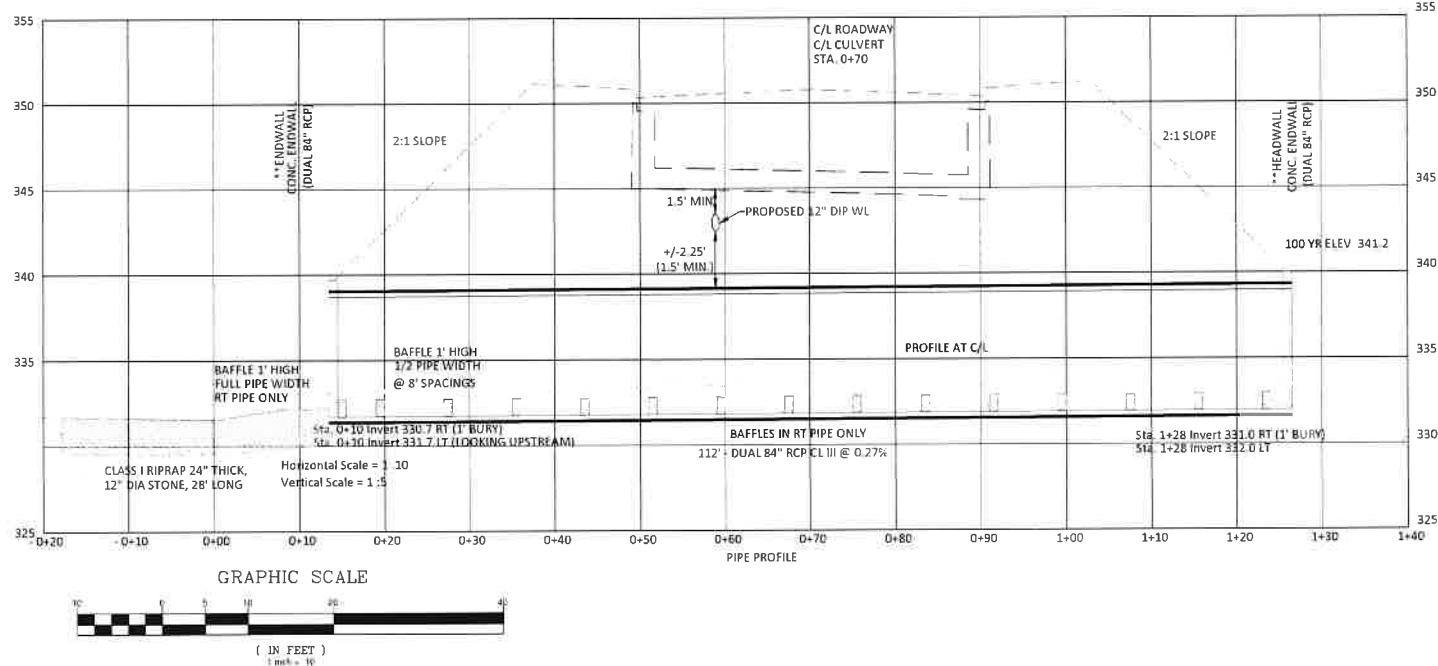 355
355
C/L ROADWAY
C/L CULVERT
STA. 0+70
350
350
**ENDWALL
CONC. ENDWALL
(DUAL 84" RCP)
2:1 SLOPE
2:1 SLOPE
**HEADWALL
CONC. ENDWALL
(DUAL 84" RCP)
345
345
1.5' MIN
PROPOSED 12" DIP WL
+/-2.25'
(1.5' MIN.)
100 YR ELEV 341.2
340
340
335
335
BAFFLE 1' HIGH
FULL PIPE WIDTH
RT PIPE ONLY
BAFFLE 1' HIGH
1/2 PIPE WIDTH
@ 8' SPACINGS
PROFILE AT C/L
Sta. 0+10 Invert 330.7 RT (1' BURY)
Sta. 0+10 Invert 331.7 LT (LOOKING UPSTREAM)
BAFFLES IN RT PIPE ONLY
112' - DUAL 84" RCP CL III @ 0.27%
Sta. 1+28 Invert 331.0 RT (1' BURY)
Sta. 1+28 Invert 332.0 LT
330
330
CLASS I RIPRAP 24" THICK,
12" DIA STONE, 28' LONG
Horizontal Scale = 1:10
Vertical Scale = 1:5
325
325
-0+20 -0+10 0+00 0+10 0+20 0+30 0+40 0+50 0+60 0+70 0+80 0+90 1+00 1+10 1+20 1+30 1+40
PIPE PROFILE
GRAPHIC SCALE
10 0 5 10 20 40
( IN FEET )
1 inch = 10